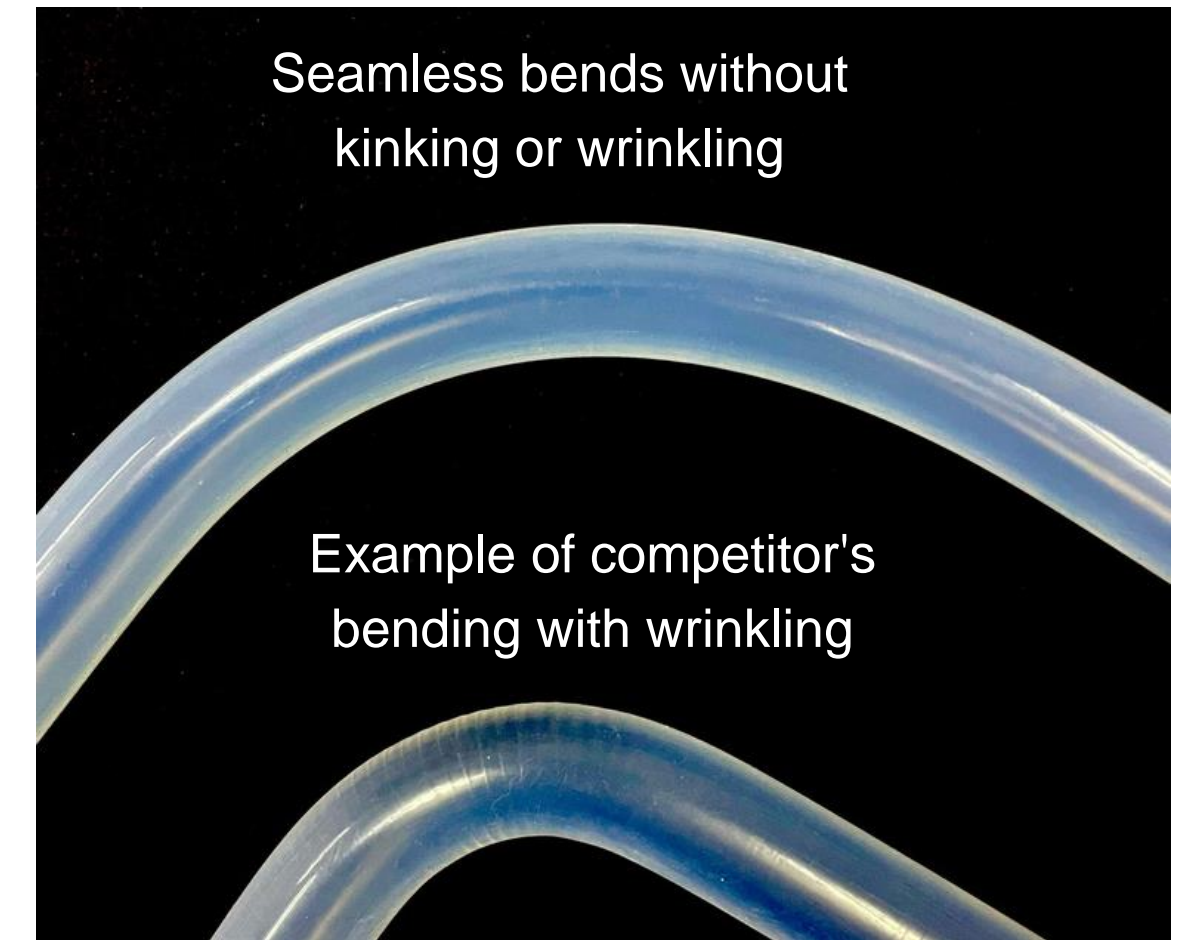 Seamless bends without
kinking or wrinkling
Example of competitor's
bending with wrinkling